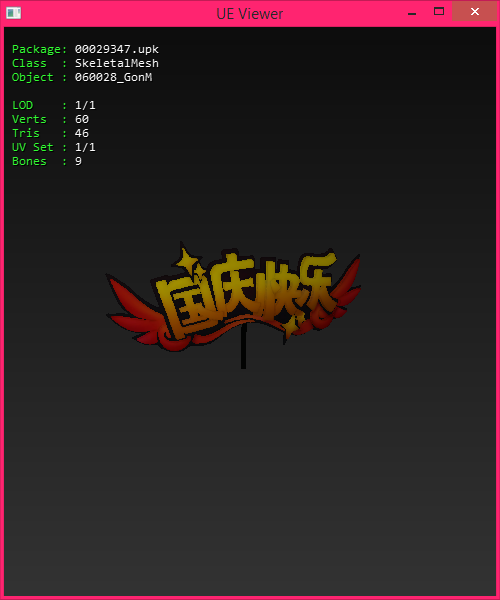 UE Viewer
Package: 00029347.upk
Class : SkeletalMesh
Object : 060028_GonM
LOD : 1/1
Verts : 60
Tris : 46
UV Set : 1/1
Bones : 9
国庆快乐